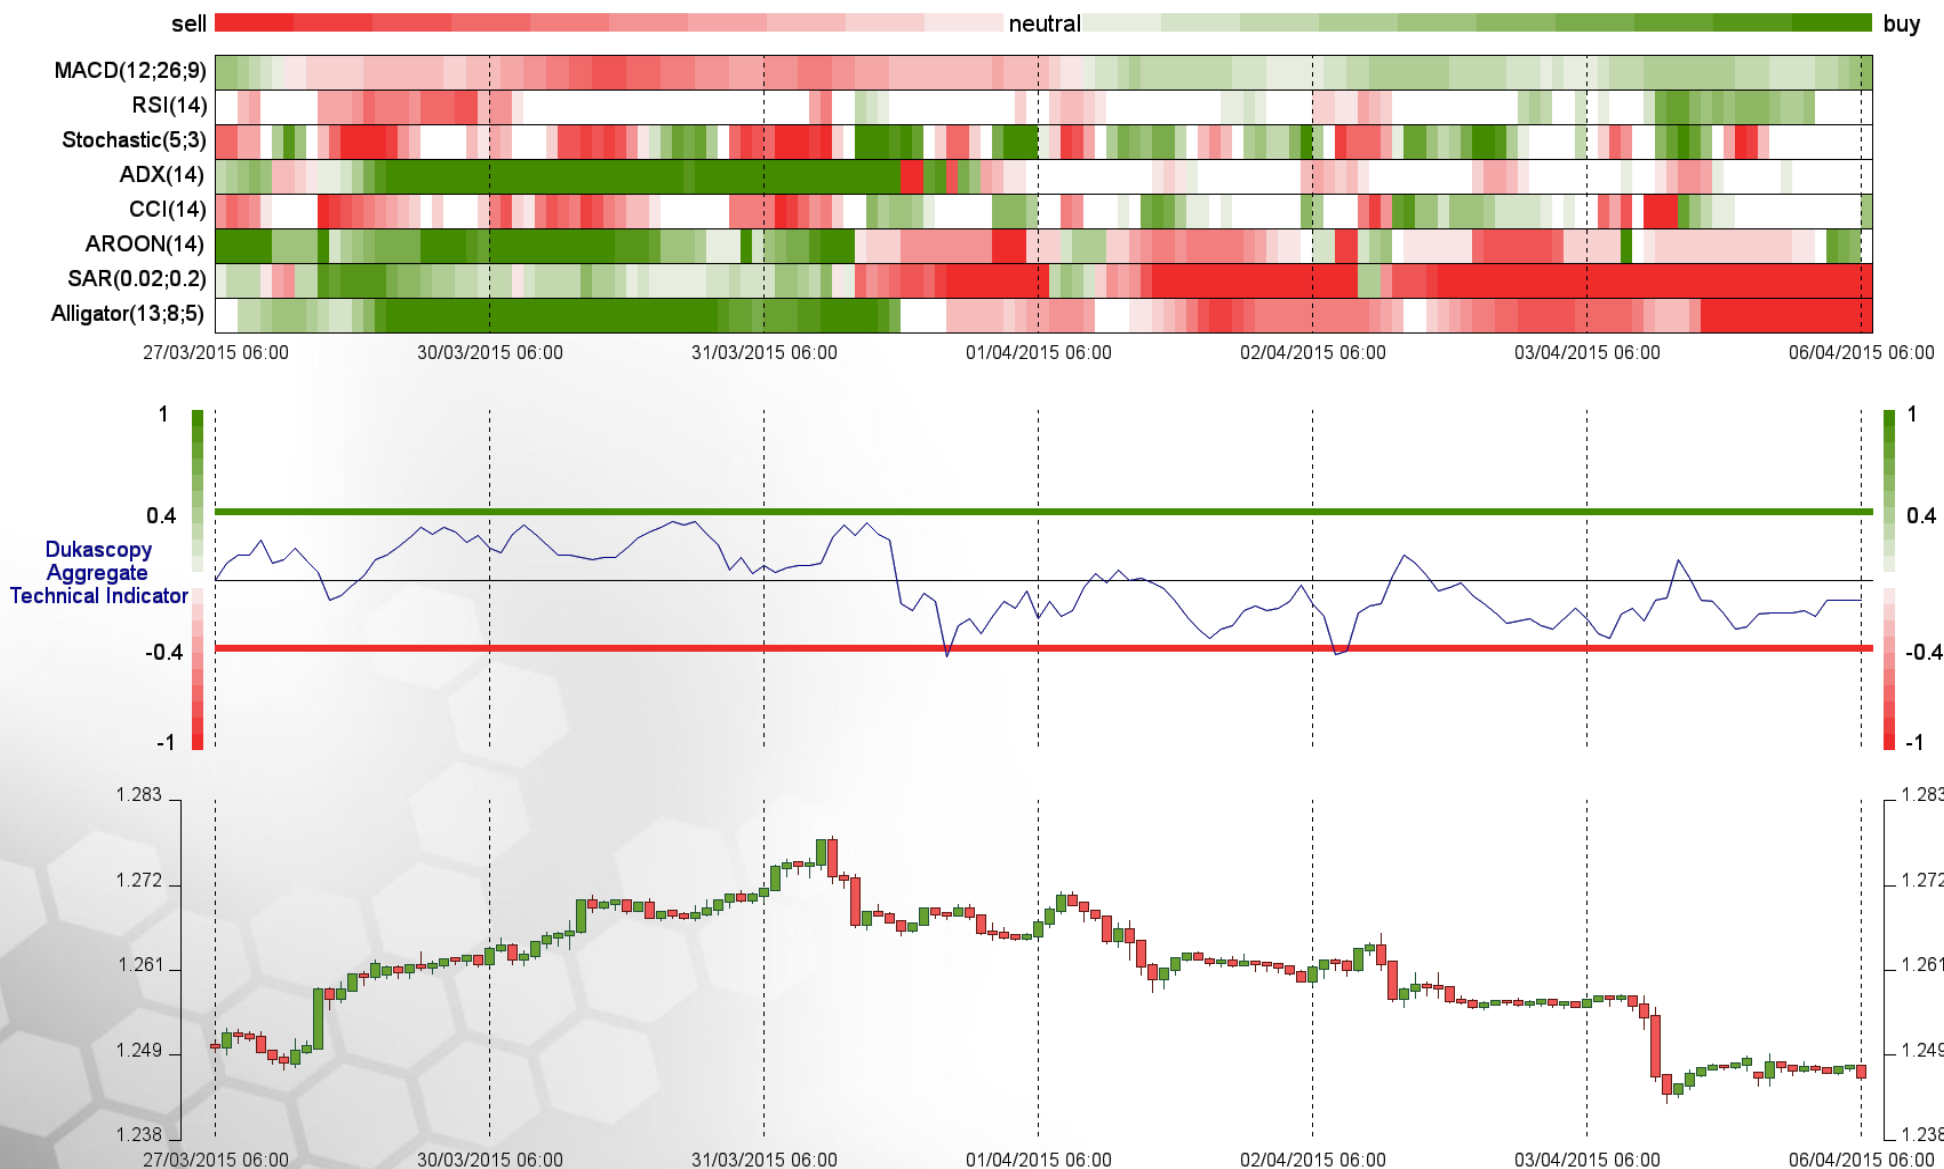 sell neutral buy
MACD(12;26;9)
RSI(14)
Stochastic(5;3)
ADX(14)
CCI(14)
AROON(14)
SAR(0.02;0.2)
Alligator(13;8;5)
27/03/2015 06:00 30/03/2015 06:00 31/03/2015 06:00 01/04/2015 06:00 02/04/2015 06:00 03/04/2015 06:00 06/04/2015 06:00
1 1
0.4 0.4
Dukascopy
Aggregate
Technical Indicator
-0.4 -0.4
-1 -1
1.283 1.283
1.272 1.272
1.261 1.261
1.249 1.249
1.238 1.238
27/03/2015 06:00 30/03/2015 06:00 31/03/2015 06:00 01/04/2015 06:00 02/04/2015 06:00 03/04/2015 06:00 06/04/2015 06:00